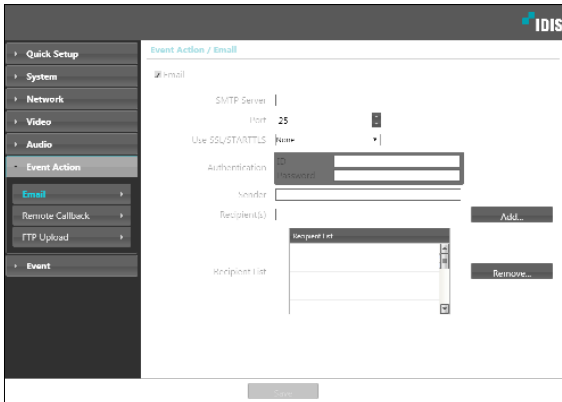 IDIS
Quick Setup
System
Network
Video
Audio
Event Action
Email
Remote Callback
FTP Upload
Event
Event Action / Email
Email
SMTP Server
Port 25
Use SSL/STARTTLS None
Authentication ID
Password
Sender
Recipient(s) Add...
Recipient List
Recipient List Remove...
Save